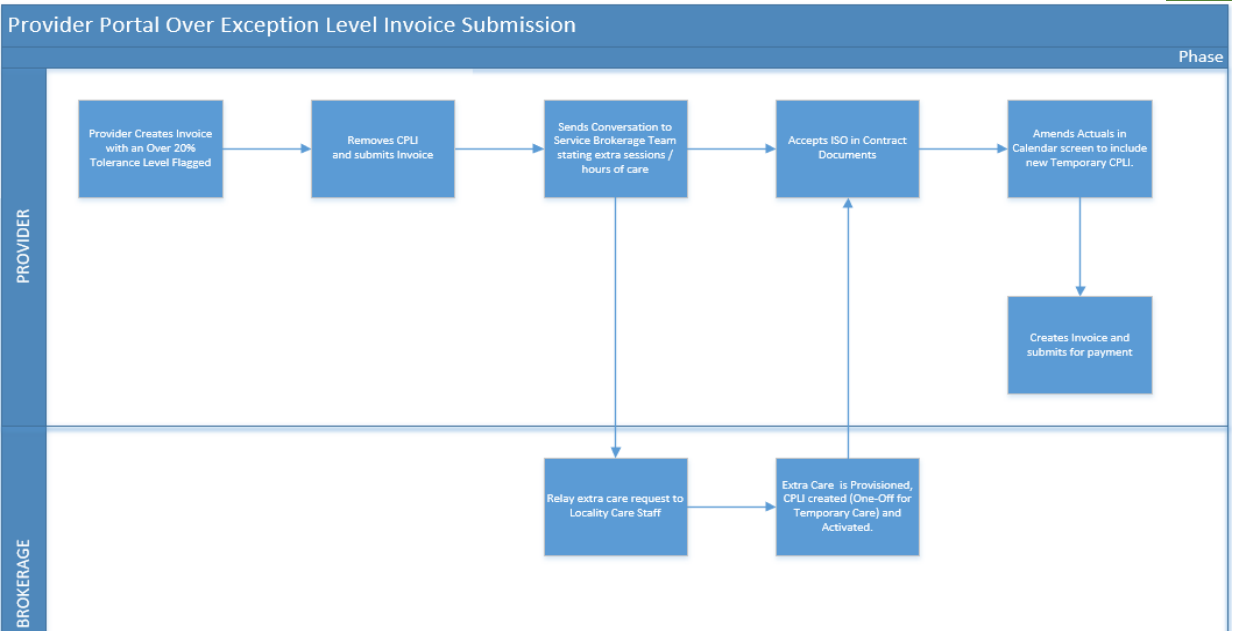 Provider Portal Over Exception Level Invoice Submission
Phase
PROVIDER
Provider Creates Invoice
with an Over 20%
Tolerance Level Flagged
Removes CPLI
and submits Invoice
Sends Conversation to
Service Brokerage Team
stating extra sessions /
hours of care
Accepts ISO in Contract
Documents
Amends Actuals in
Calendar screen to include
new Temporary CPLI.
Creates Invoice and
submits for payment
BROKERAGE
Relay extra care request to
Locality Care Staff
Extra Care is Provisioned,
CPLI created (One-Off for
Temporary Care) and
Activated.